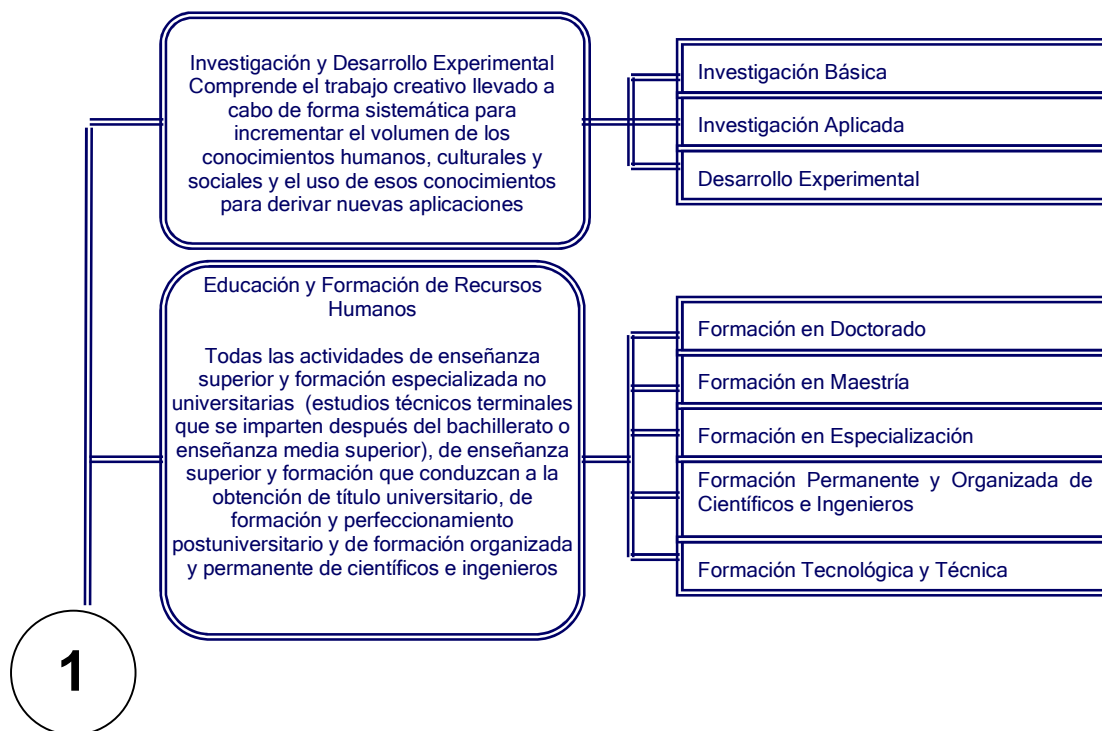 Investigación y Desarrollo Experimental
Comprende el trabajo creativo llevado a
cabo de forma sistemática para
incrementar el volumen de los
conocimientos humanos, culturales y
sociales y el uso de esos conocimientos
para derivar nuevas aplicaciones
Investigación Básica
Investigación Aplicada
Desarrollo Experimental
Educación y Formación de Recursos
Humanos
Todas las actividades de enseñanza
superior y formación especializada no
universitarias (estudios técnicos terminales
que se imparten después del bachillerato o
enseñanza media superior), de enseñanza
superior y formación que conduzcan a la
obtención de título universitario, de
formación y perfeccionamiento
postuniversitario y de formación organizada
y permanente de científicos e ingenieros
Formación en Doctorado
Formación en Maestría
Formación en Especialización
Formación Permanente y Organizada de
Científicos e Ingenieros
Formación Tecnológica y Técnica
1